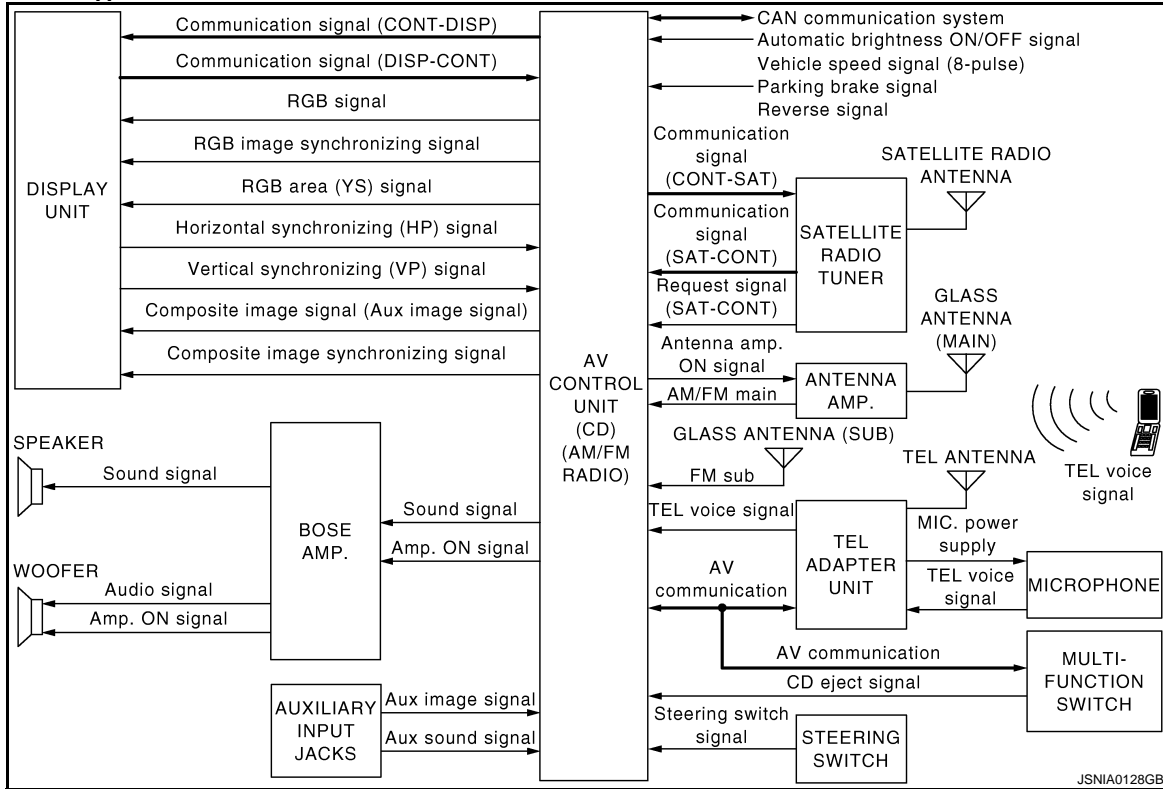 Communication signal (CONT-DISP)
Communication signal (DISP-CONT)
RGB signal
RGB image synchronizing signal
RGB area (YS) signal
Horizontal synchronizing (HP) signal
Vertical synchronizing (VP) signal
Composite image signal (Aux image signal)
Composite image synchronizing signal
DISPLAY
UNIT
SPEAKER
Sound signal
WOOFER
Audio signal
Amp. ON signal
BOSE
AMP.
Sound signal
Amp. ON signal
AUXILIARY
INPUT
JACKS
Aux image signal
Aux sound signal
AV
CONTROL
UNIT
(CD)
(AM/FM
RADIO)
CAN communication system
Automatic brightness ON/OFF signal
Vehicle speed signal (8-pulse)
Parking brake signal
Reverse signal
Communication
signal
(CONT-SAT)
Communication
signal
(SAT-CONT)
Request signal
(SAT-CONT)
SATELLITE
RADIO
TUNER
SATELLITE RADIO
ANTENNA
Antenna amp.
ON signal
AM/FM main
ANTENNA
AMP.
GLASS
ANTENNA
(MAIN)
GLASS ANTENNA (SUB)
FM sub
TEL ANTENNA
TEL voice
signal
TEL voice signal
AV
communication
TEL
ADAPTER
UNIT
MIC. power
supply
TEL voice
signal
MICROPHONE
AV communication
CD eject signal
MULTI-
FUNCTION
SWITCH
Steering switch
signal
STEERING
SWITCH
JSNIA0128GB